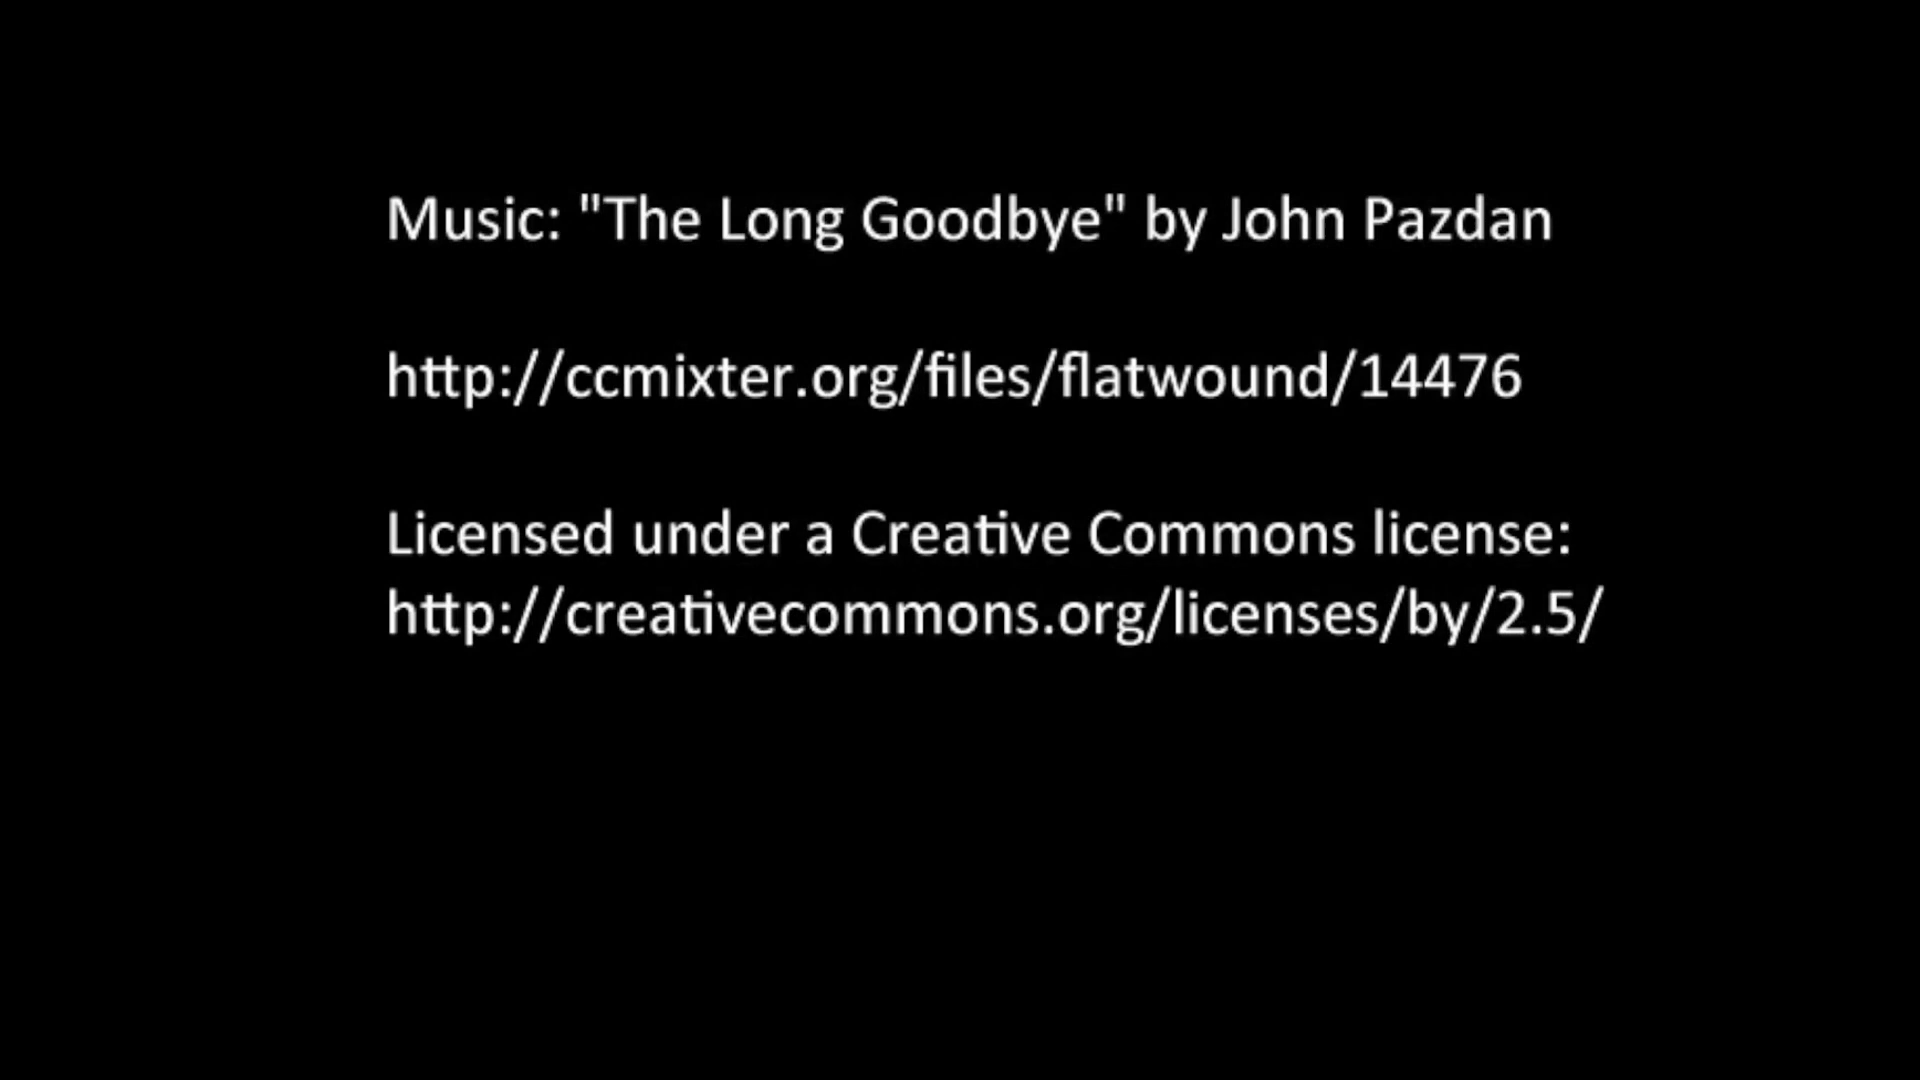 Music: "The Long Goodbye" by John Pazdan
http://ccmixter.org/files/flatwound/14476
Licensed under a Creative Commons license:
http://creativecommons.org/licenses/by/2.5/